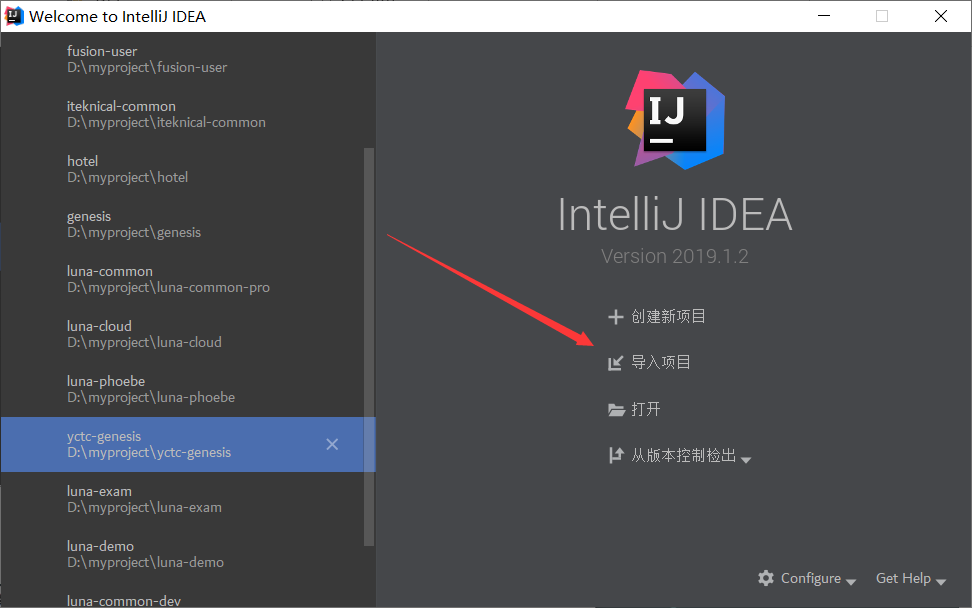 Welcome to IntelliJ IDEA
fusion-user
D:\myproject\fusion-user
iteknical-common
D:\myproject\iteknical-common
hotel
D:\myproject\hotel
genesis
D:\myproject\genesis
luna-common
D:\myproject\luna-common-pro
luna-cloud
D:\myproject\luna-cloud
luna-phoebe
D:\myproject\luna-phoebe
yctc-genesis
D:\myproject\yctc-genesis
luna-exam
D:\myproject\luna-exam
luna-demo
D:\myproject\luna-demo
luna-common-dev
IJ
IntelliJ IDEA
Version 2019.1.2
创建新项目
导入项目
打开
从版本控制检出
Configure
Get Help